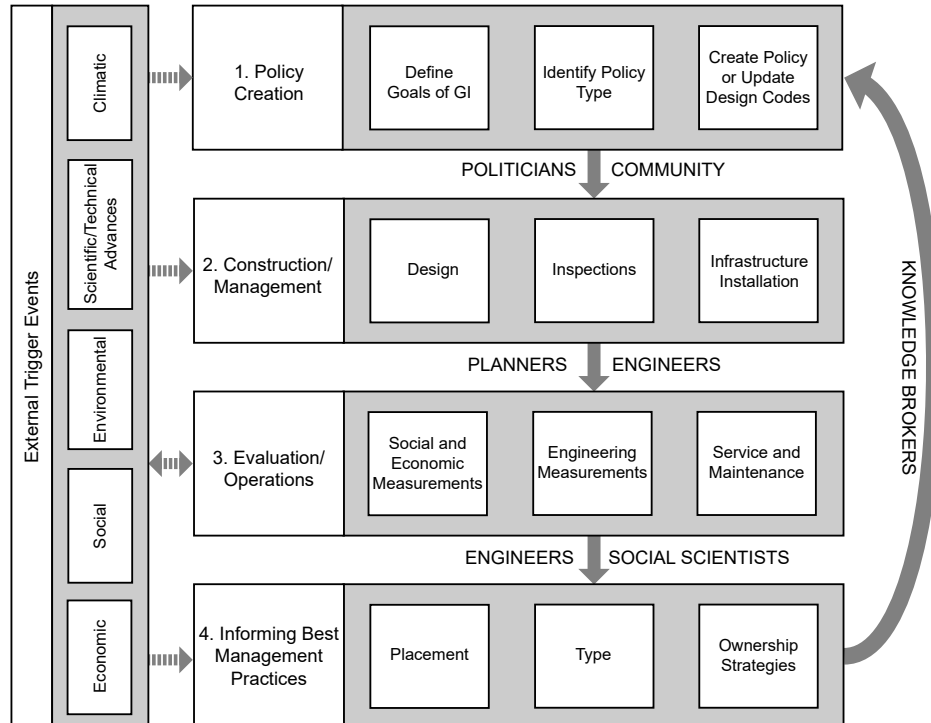 External Trigger Events
Climatic
Scientific/Technical
Advances
Environmental
Social
Economic
1. Policy
Creation
Define
Goals of GI
Identify Policy
Type
Create Policy
or Update
Design Codes
POLITICIANS
COMMUNITY
2. Construction/
Management
Design
Inspections
Infrastructure
Installation
PLANNERS
ENGINEERS
3. Evaluation/
Operations
Social and
Economic
Measurements
Engineering
Measurements
Service and
Maintenance
ENGINEERS
SOCIAL SCIENTISTS
4. Informing Best
Management
Practices
Placement
Type
Ownership
Strategies
KNOWLEDGE BROKERS